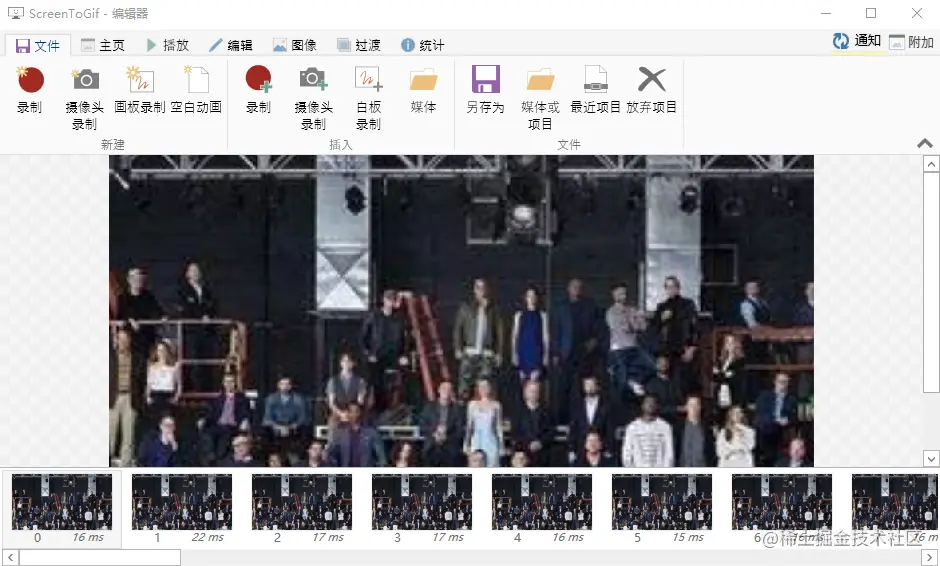 ScreenToGif - 编辑器
文件 主页 播放 编辑 图像 过渡 统计 通知 附加
录制 摄像头 画板录制 空白动画 录制 摄像头 白板 媒体 另存为 媒体或 最近项目 放弃项目
录制 录制 录制 项目
新建 插入 文件
0 16 ms 1 22 ms 2 17 ms 3 17 ms 4 16 ms 5 15 ms 6
@稀土掘金技术社区